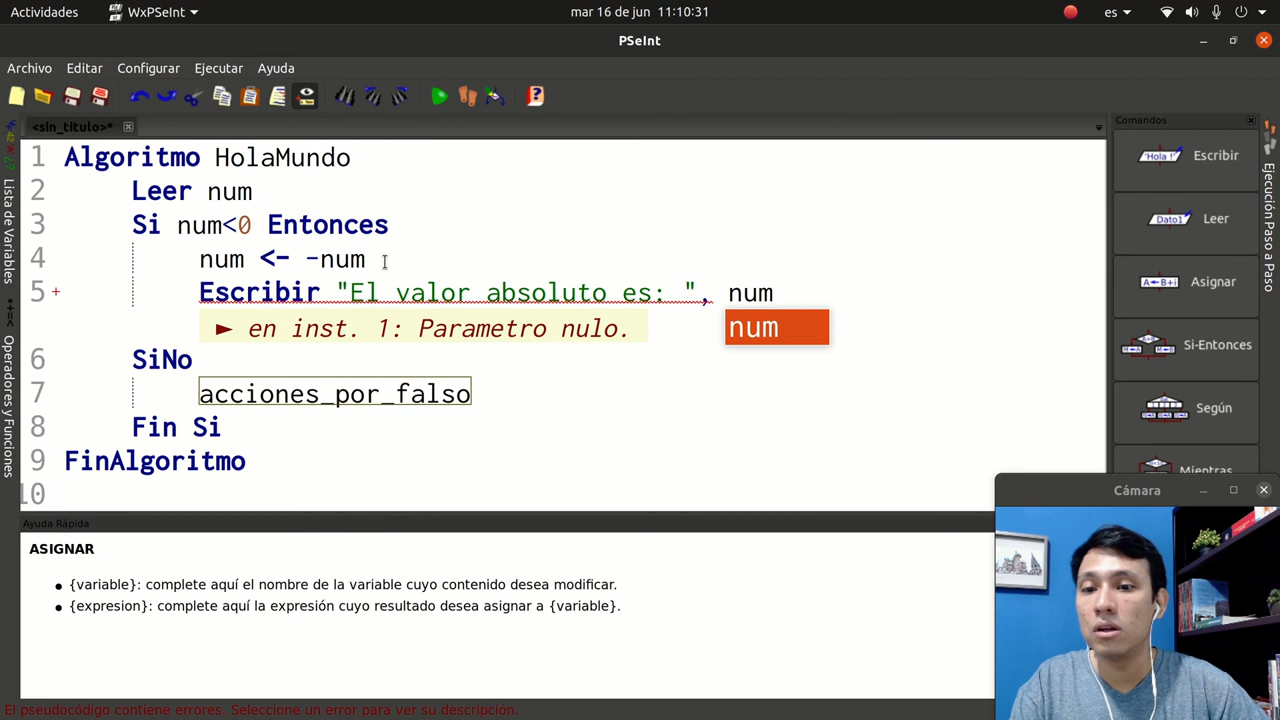 Actividades WxPSeInt mar 16 de jun 11:10:31 es
PSeInt
Archivo Editar Configurar Ejecutar Ayuda
<sin_titulo>*
Comandos
1 Algoritmo HolaMundo
2 Leer num
3 Si num<0 Entonces
4 num <- -num
5 + Escribir "El valor absoluto es: ", num
► en inst. 1: Parametro nulo. num
6 SiNo
7 acciones_por_falso
8 Fin Si
9 FinAlgoritmo
10
Lista de Variables
Operadores y Funciones
Escribir
Leer
Asignar
Si-Entonces
Según
Mientras
Ejecución Paso a Paso
Cámara
Ayuda Rápida
ASIGNAR
• {variable}: complete aquí el nombre de la variable cuyo contenido desea modificar.
• {expresion}: complete aquí la expresión cuyo resultado desea asignar a {variable}.
El pseudocódigo contiene errores. Seleccione un error para ver su descripción.